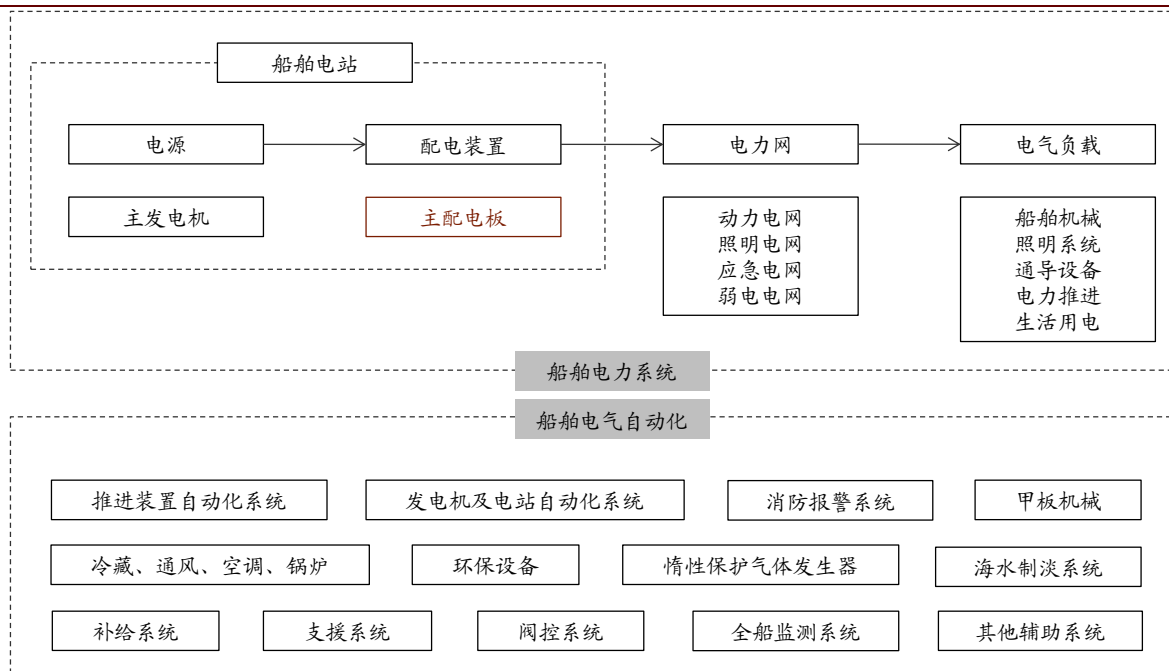 船舶电站
电源
配电装置
电力网
电气负载
主发电机
主配电板
动力电网
照明电网
应急电网
弱电电网
船舶机械
照明系统
通导设备
电力推进
生活用电
船舶电力系统
船舶电气自动化
推进装置自动化系统
发电机及电站自动化系统
消防报警系统
甲板机械
冷藏、通风、空调、锅炉
环保设备
惰性保护气体发生器
海水制淡系统
补给系统
支援系统
阀控系统
全船监测系统
其他辅助系统